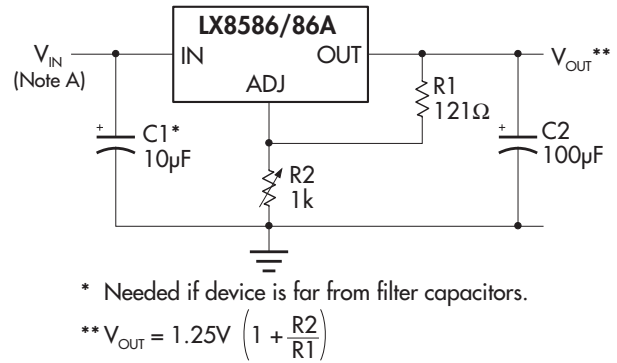 LX8586/86A
V_IN
(Note A)
IN
OUT
V_OUT**
ADJ
R1
121Ω
+
C1*
10µF
R2
1k
+
C2
100µF
* Needed if device is far from filter capacitors.
** V_OUT = 1.25V (1 + R2/R1)